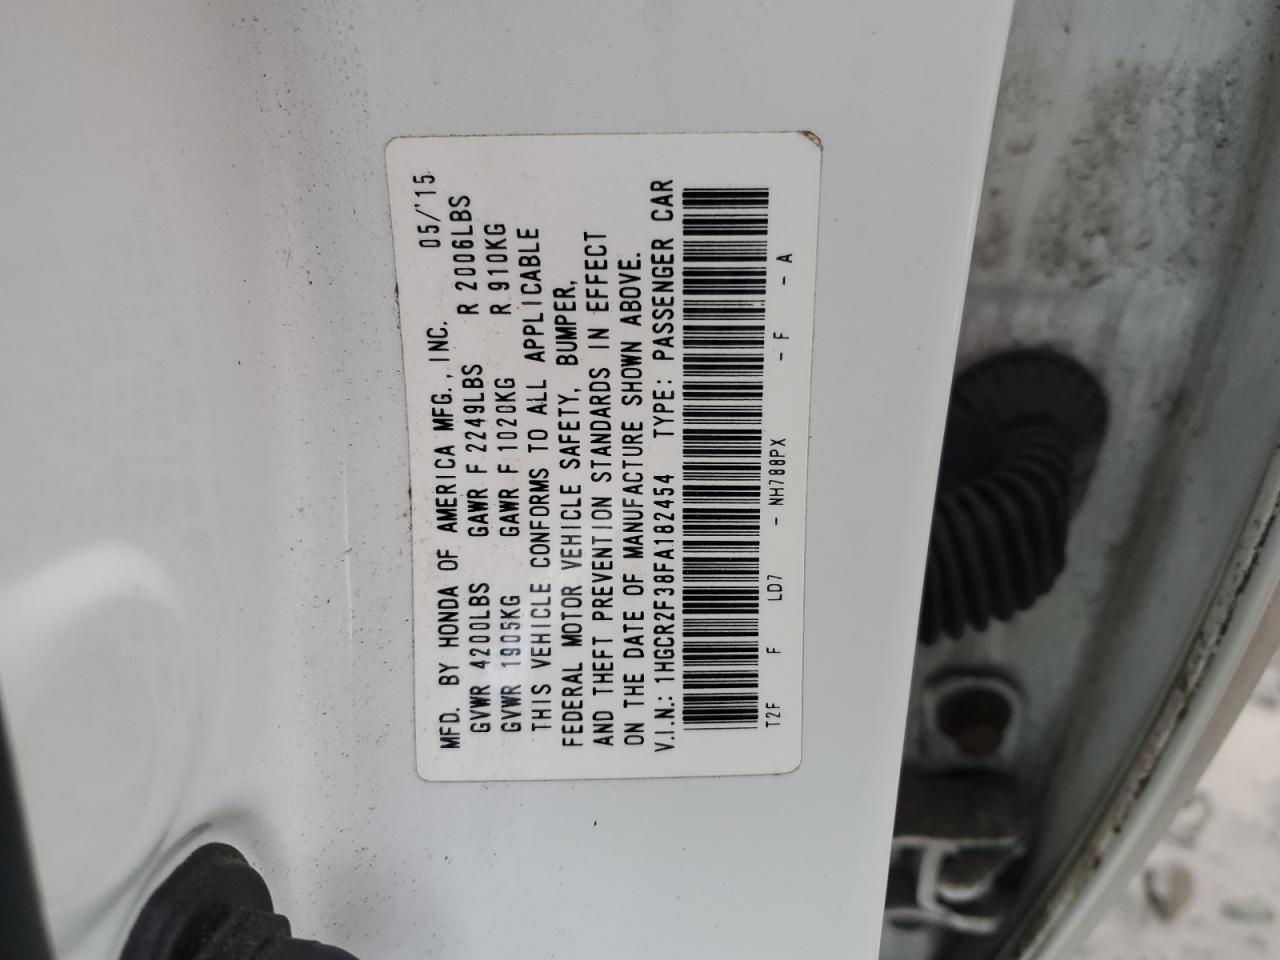 MFD. BY HONDA OF AMERICA MFG., INC. 05/'15
GVWR 4200LBS GAWR F 2249LBS R 2006LBS
GVWR 1905KG GAWR F 1020KG R 910KG
THIS VEHICLE CONFORMS TO ALL APPLICABLE
FEDERAL MOTOR VEHICLE SAFETY, BUMPER,
AND THEFT PREVENTION STANDARDS IN EFFECT
ON THE DATE OF MANUFACTURE SHOWN ABOVE.
V.I.N.: 1HGCR2F38FA182454 TYPE: PASSENGER CAR
T2F F LD7 - NH788PX - F - A